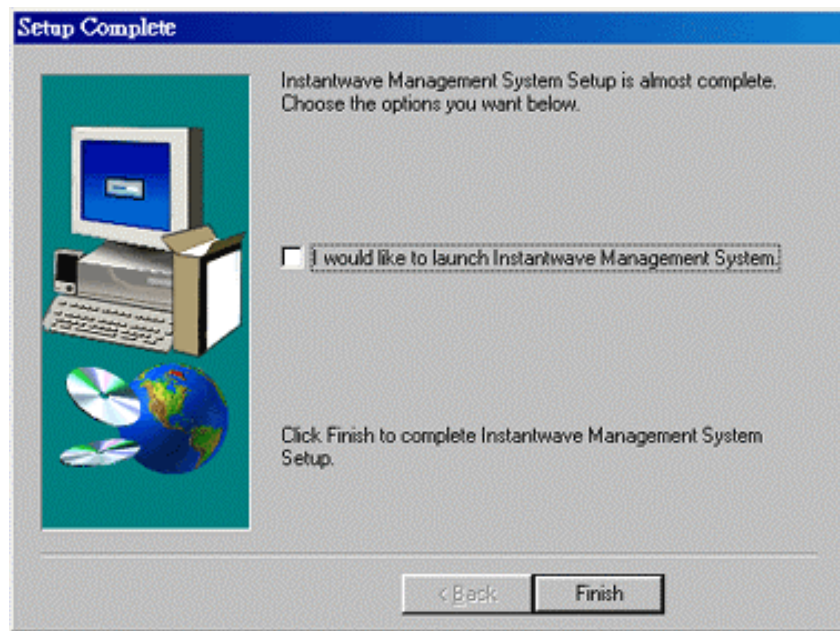 Setup Complete
Instantwave Management System Setup is almost complete.
Choose the options you want below.
I would like to launch Instantwave Management System.
Click Finish to complete Instantwave Management System
Setup.
< Back
Finish